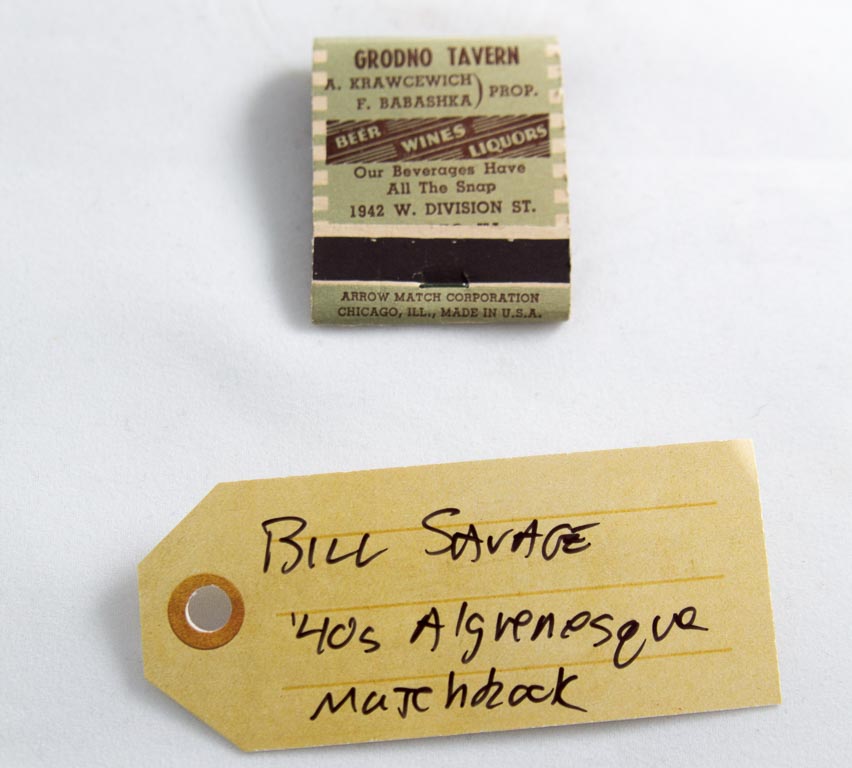 GRODNO TAVERN
A. KRAWCEWICH
F. BABASHKA) PROP.
BEER WINES LIQUORS
Our Beverages Have
All The Snap
1942 W. DIVISION ST.
ARROW MATCH CORPORATION
CHICAGO, ILL., MADE IN U.S.A.
BILL SAVAGE
'40s Algrenesque
Matchbook